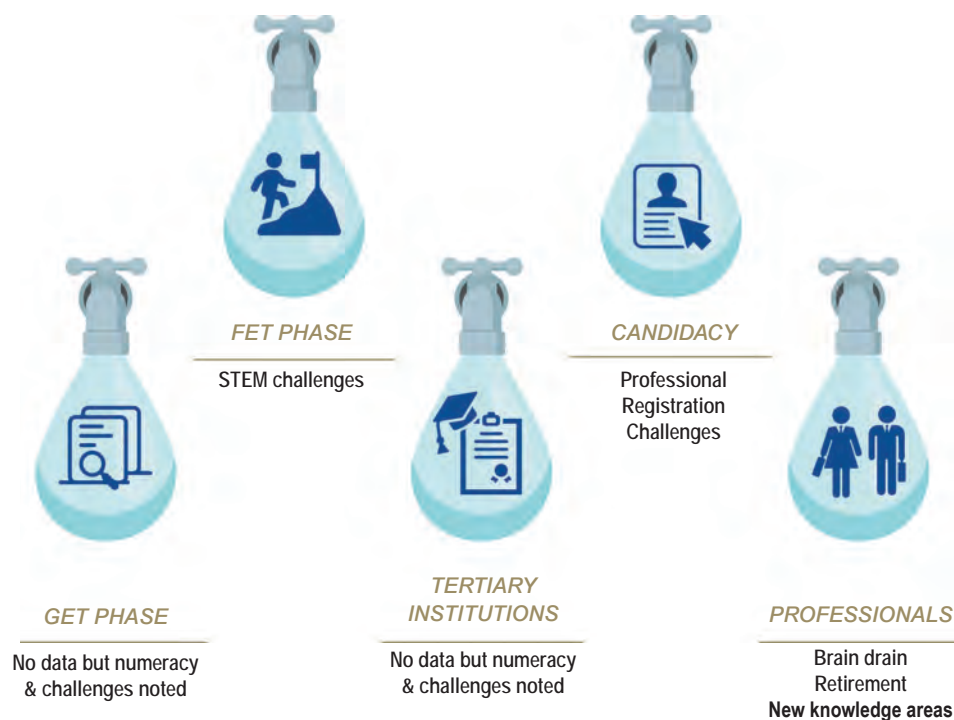 FET PHASE
STEM challenges
CANDIDACY
Professional
Registration
Challenges
GET PHASE
No data but numeracy
& challenges noted
TERTIARY
INSTITUTIONS
No data but numeracy
& challenges noted
PROFESSIONALS
Brain drain
Retirement
New knowledge areas